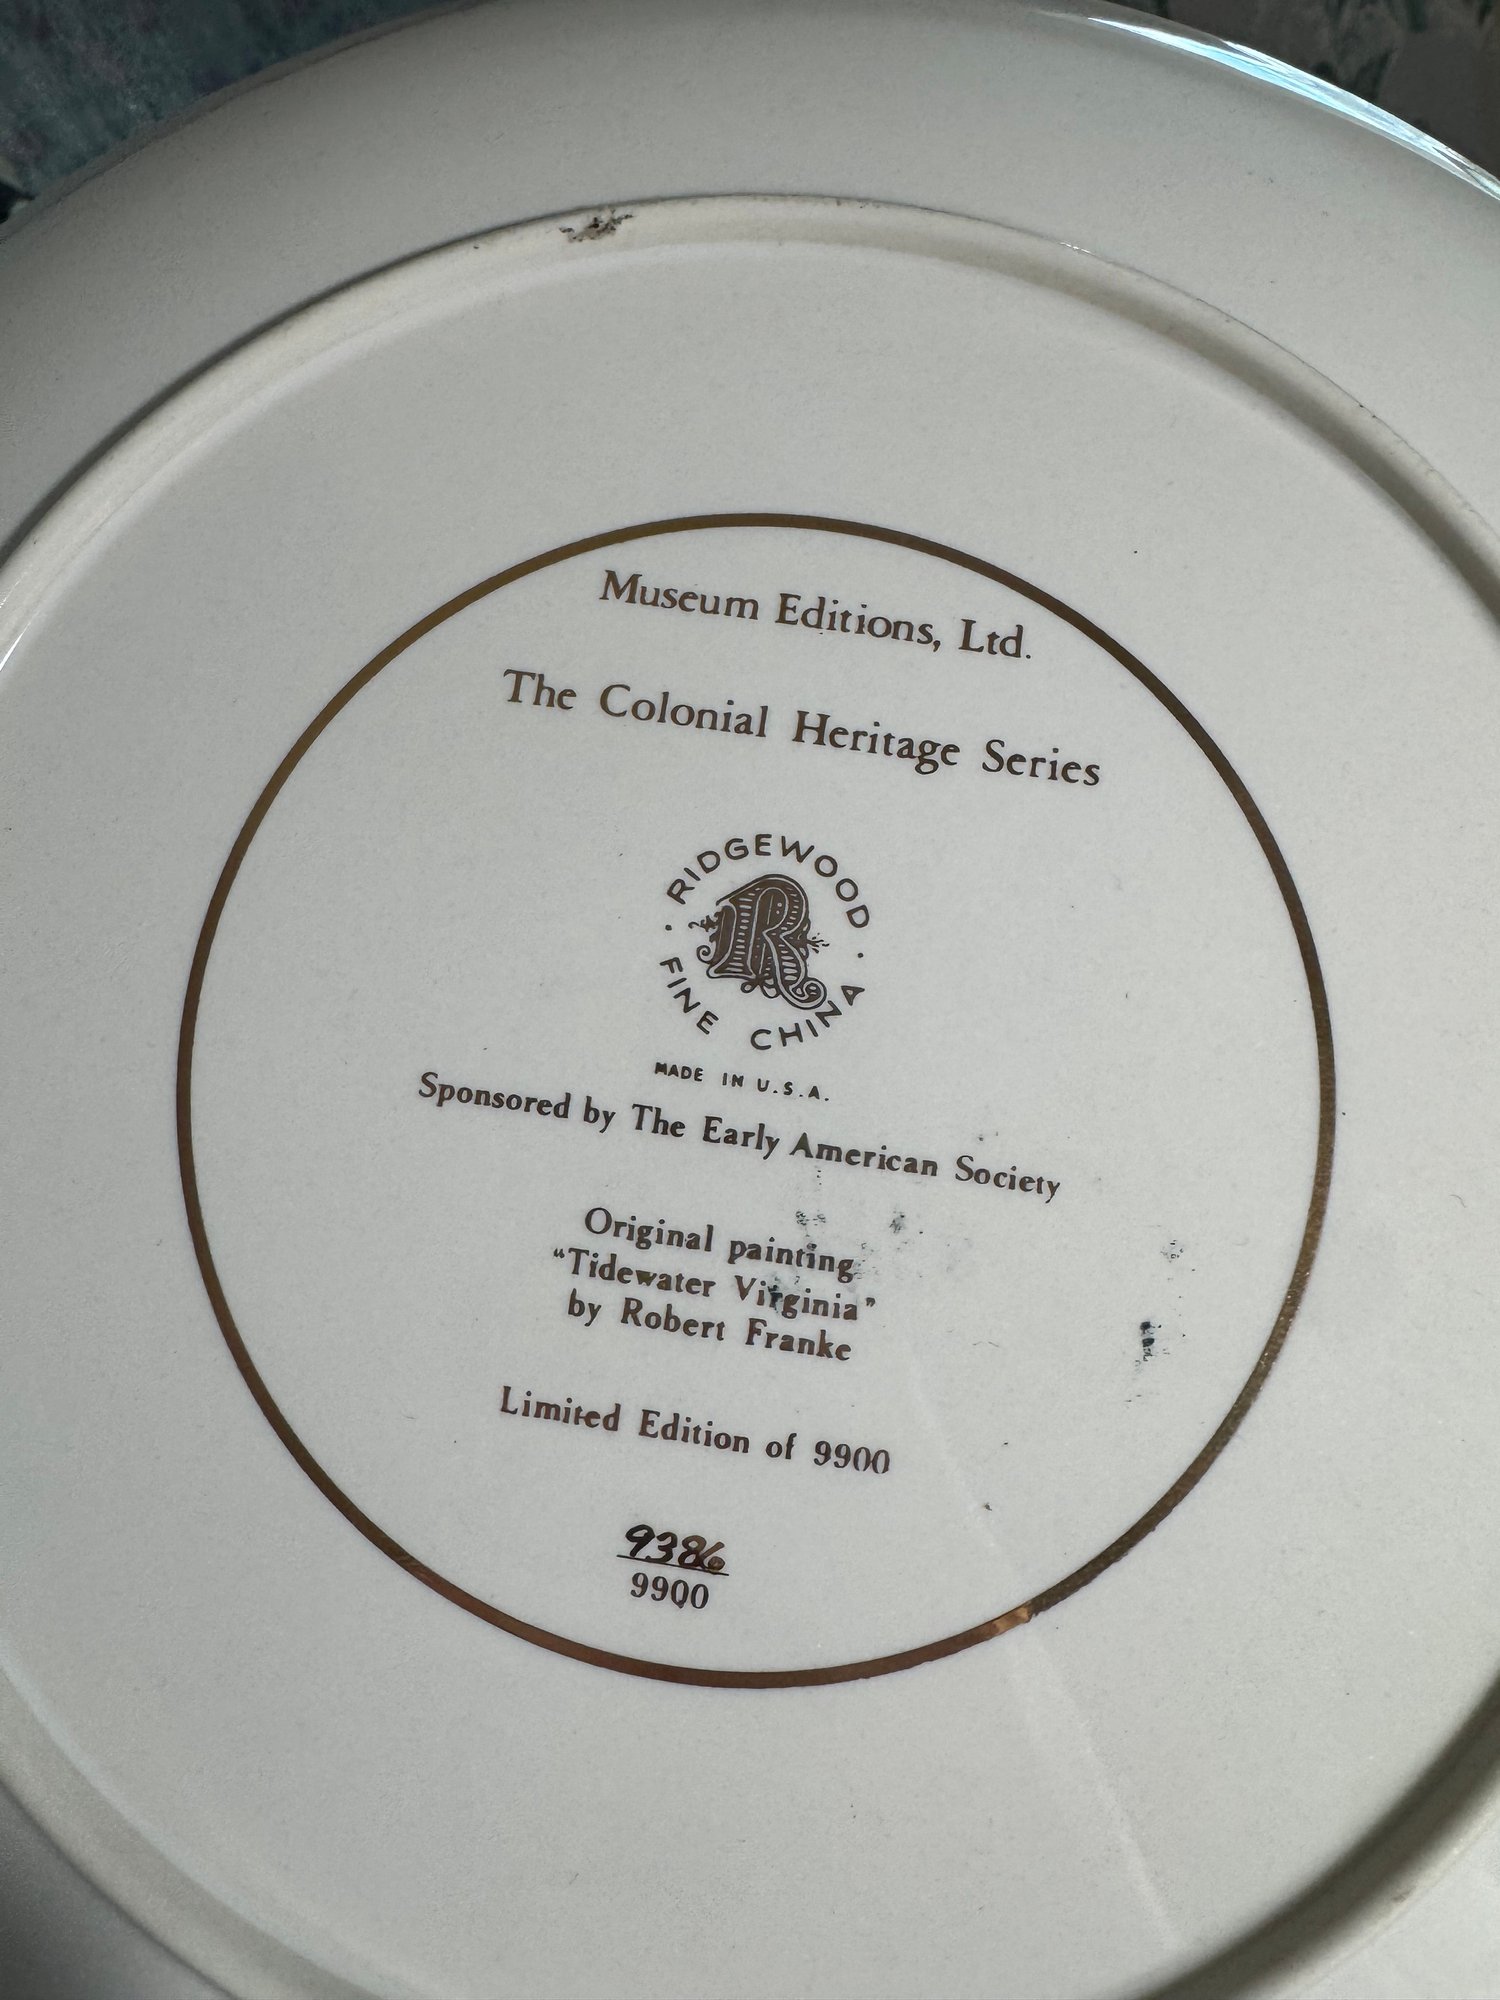 Museum Editions, Ltd.
The Colonial Heritage Series
· RIDGEWOOD ·
R
FINE CHINA
MADE IN U.S.A.
Sponsored by The Early American Society
Original painting
“Tidewater Virginia”
by Robert Franke
Limited Edition of 9900
9386
9900